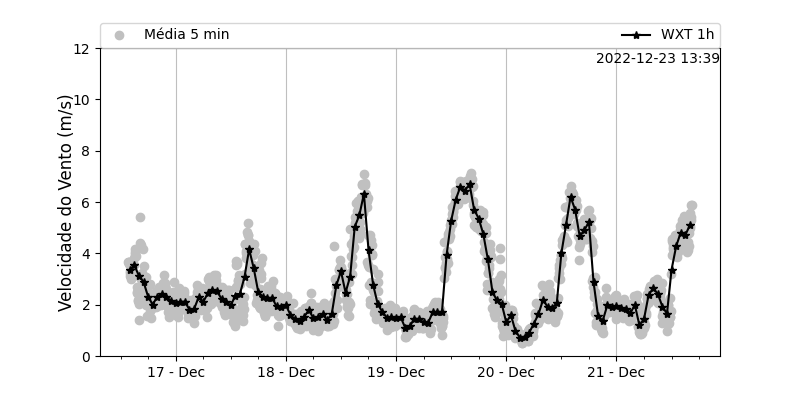 Média 5 min
WXT 1h
2022-12-23 13:39
Velocidade do Vento (m/s)
12
10
8
6
4
2
0
17 - Dec
18 - Dec
19 - Dec
20 - Dec
21 - Dec